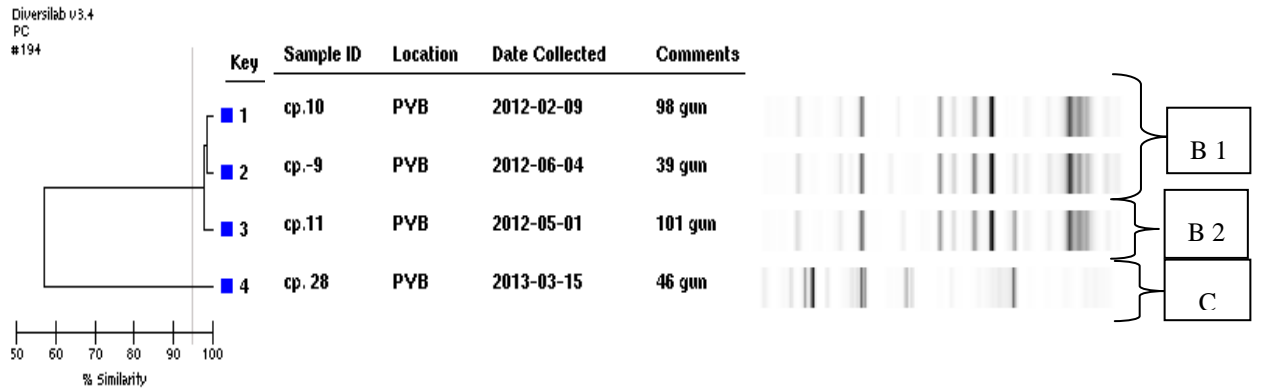 Diversilab v3.4
PC
#194
Key Sample ID Location Date Collected Comments
1 cp.10 PYB 2012-02-09 98 gun
2 cp.-9 PYB 2012-06-04 39 gun
3 cp.11 PYB 2012-05-01 101 gun
4 cp. 28 PYB 2013-03-15 46 gun
B 1
B 2
C
50 60 70 80 90 100
% Similarity